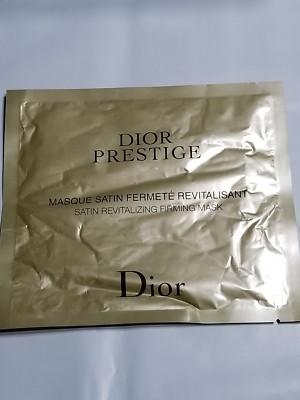 DIOR
PRESTIGE
MASQUE SATIN FERMETÉ REVITALISANT
SATIN REVITALIZING FIRMING MASK
Dior